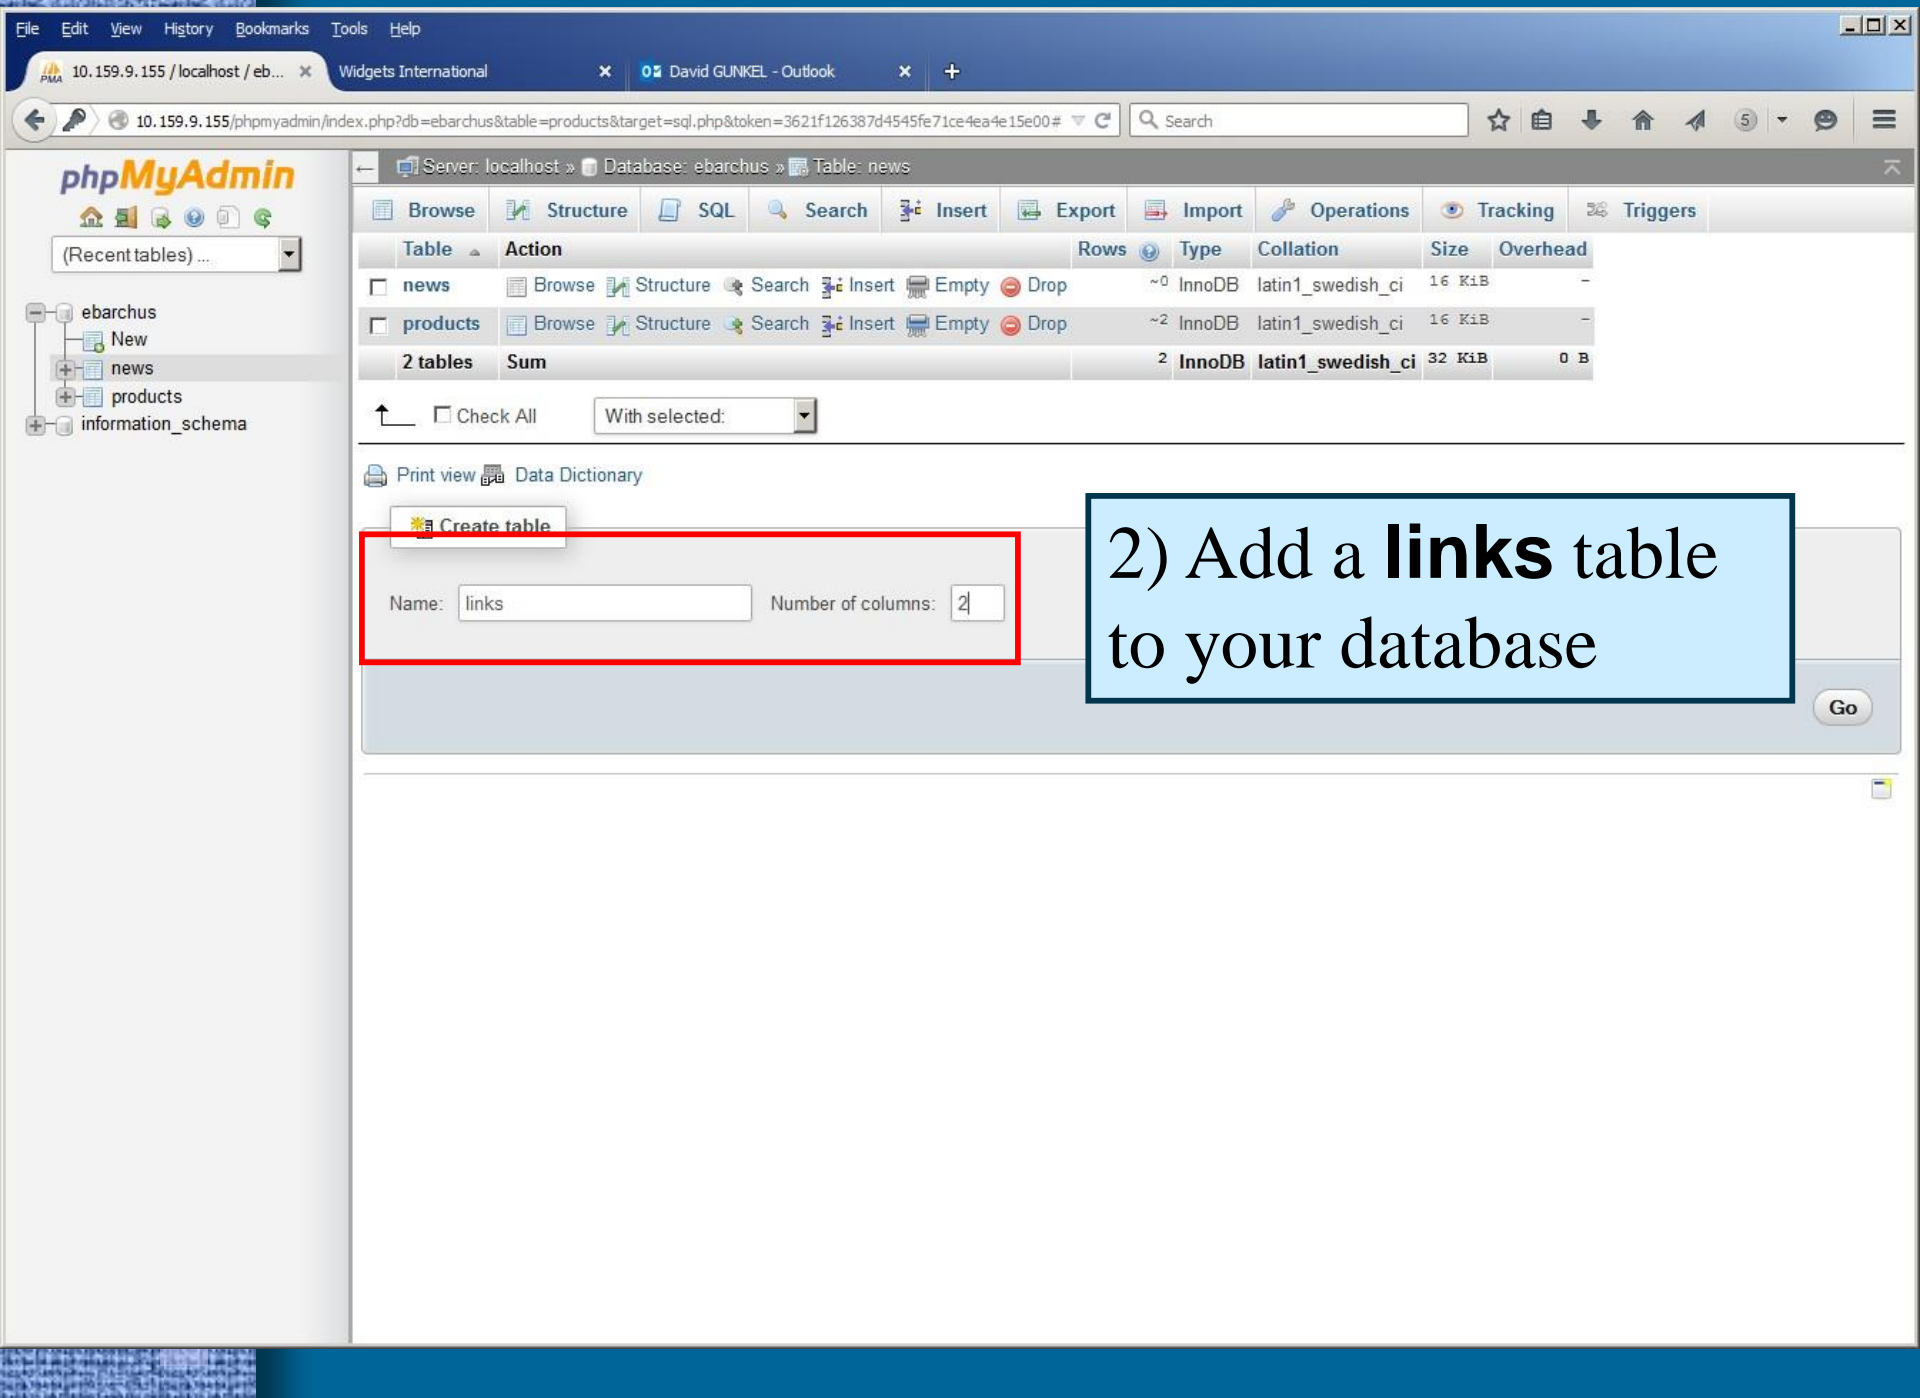 File Edit View History Bookmarks Tools Help
10.159.9.155 / localhost / eb... Widgets International David GUNKEL - Outlook
10.159.9.155/phpmyadmin/index.php?db=ebarchus&table=products&target=sql.php&token=3621f126387d4545fe71ce4ea4e15e00# Search 5
phpMyAdmin
(Recent tables) ...
ebarchus
New
news
products
information_schema
Server: localhost » Database: ebarchus » Table: news
Browse Structure SQL Search Insert Export Import Operations Tracking Triggers
Table Action Rows Type Collation Size Overhead
news Browse Structure Search Insert Empty Drop ~0 InnoDB latin1_swedish_ci 16 KiB -
products Browse Structure Search Insert Empty Drop ~2 InnoDB latin1_swedish_ci 16 KiB -
2 tables Sum 2 InnoDB latin1_swedish_ci 32 KiB 0 B
Check All With selected:
Print view Data Dictionary
Create table
Name: links Number of columns: 2
2) Add a links table
to your database
Go